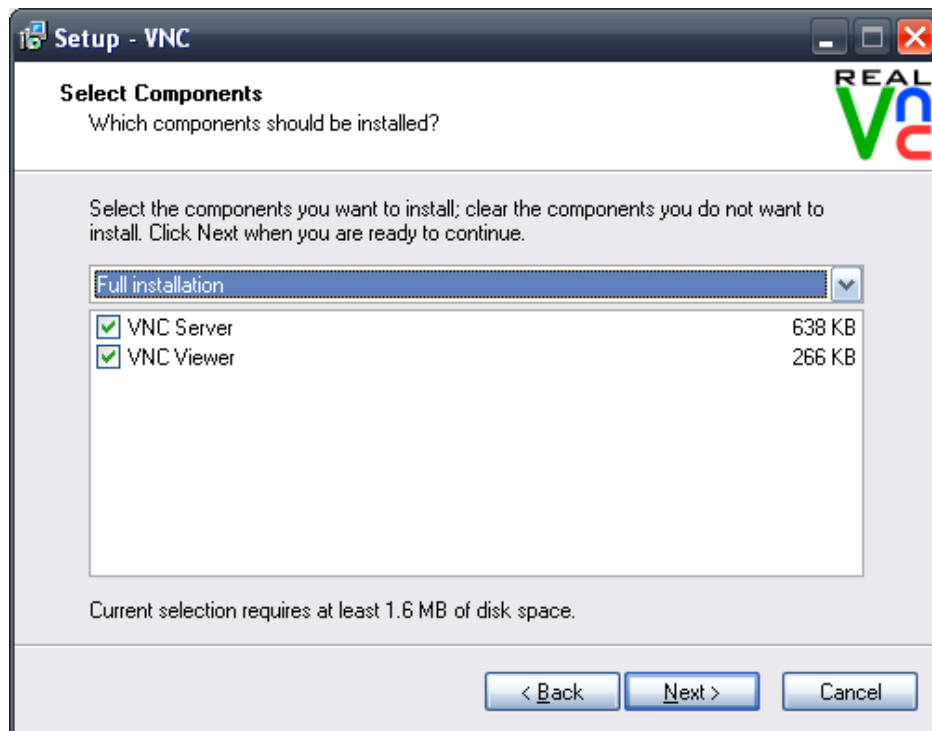 Setup - VNC
Select Components
Which components should be installed?
REAL
Vnc
Select the components you want to install; clear the components you do not want to
install. Click Next when you are ready to continue.
Full installation
VNC Server 638 KB
VNC Viewer 266 KB
Current selection requires at least 1.6 MB of disk space.
< Back Next > Cancel